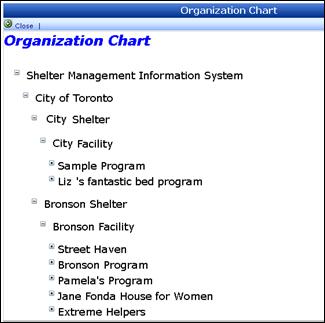 Organization Chart
Close |
Organization Chart
Shelter Management Information System
City of Toronto
City Shelter
City Facility
Sample Program
Liz 's fantastic bed program
Bronson Shelter
Bronson Facility
Street Haven
Bronson Program
Pamela's Program
Jane Fonda House for Women
Extreme Helpers